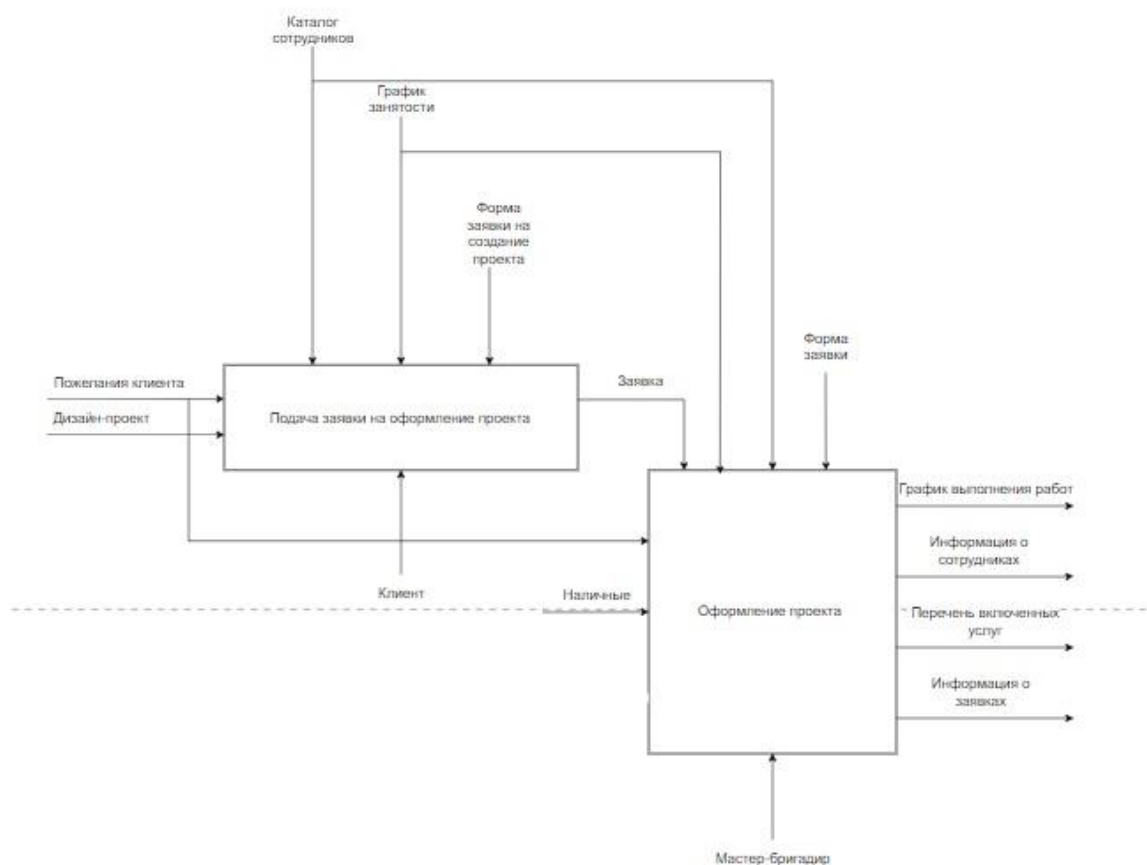 Каталог
сотрудников
График
занятости
Форма
заявки на
создание
проекта
Форма
заявки
Пожелания клиента
Заявка
Дизайн-проект
Подача заявки на оформление проекта
График выполнения работ
Информация о
сотрудниках
Клиент
Наличные
Оформление проекта
Перечень включенных
услуг
Информация о
заявках
Мастер-бригадир